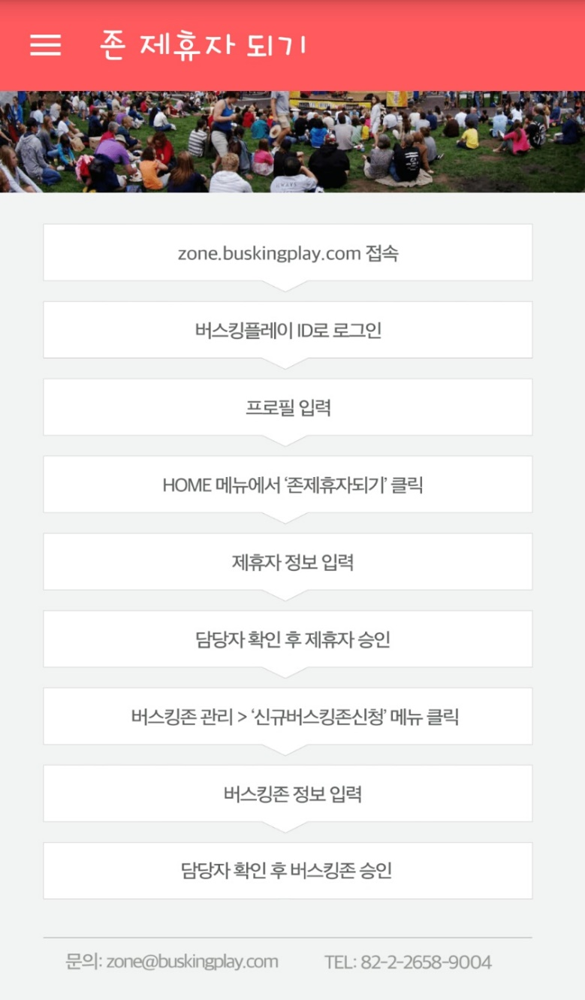 존 제휴자 되기
zone.buskingplay.com 접속
버스킹플레이 ID로 로그인
프로필 입력
HOME 메뉴에서 ‘존제휴자되기’ 클릭
제휴자 정보 입력
담당자 확인 후 제휴자 승인
버스킹존 관리 > ‘신규버스킹존신청’ 메뉴 클릭
버스킹존 정보 입력
담당자 확인 후 버스킹존 승인
문의: zone@buskingplay.com TEL: 82-2-2658-9004